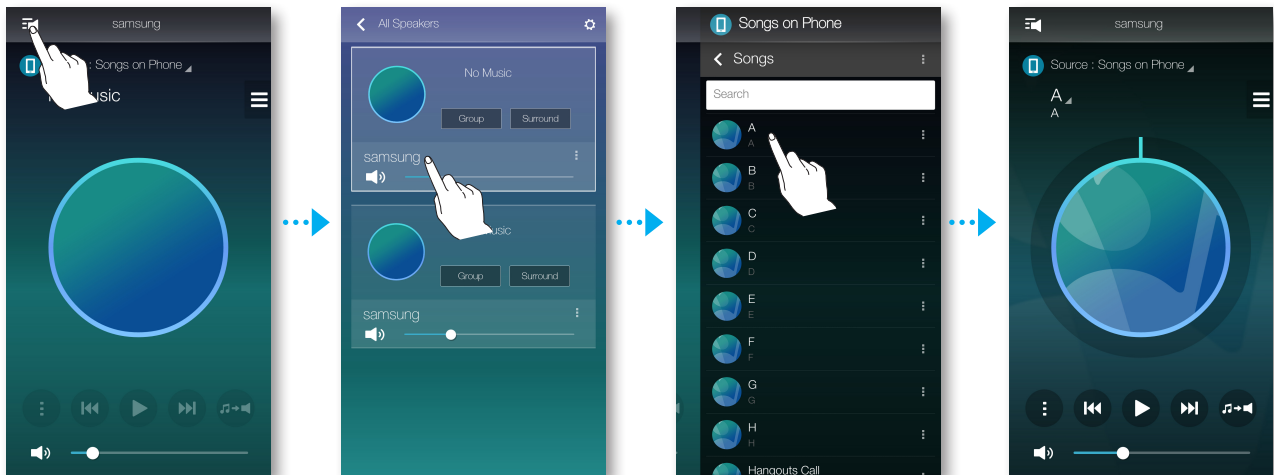 samsung
: Songs on Phone
usic
All Speakers
No Music
Group
Surround
samsung
usic
Group
Surround
samsung
Songs on Phone
Songs
Search
A
A
B
B
C
C
D
D
E
E
F
F
G
G
H
H
Hangouts Call
samsung
Source : Songs on Phone
A
A